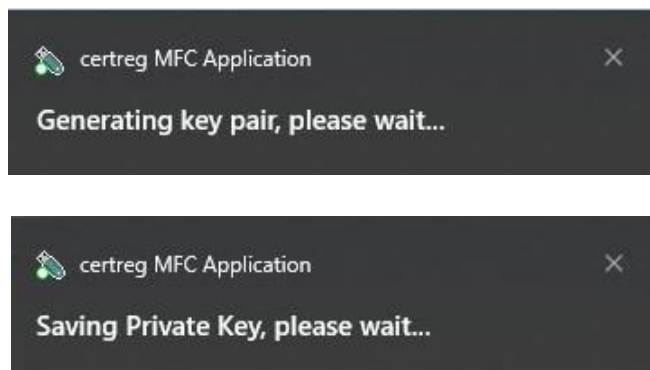 certreg MFC Application
Generating key pair, please wait...
certreg MFC Application
Saving Private Key, please wait...